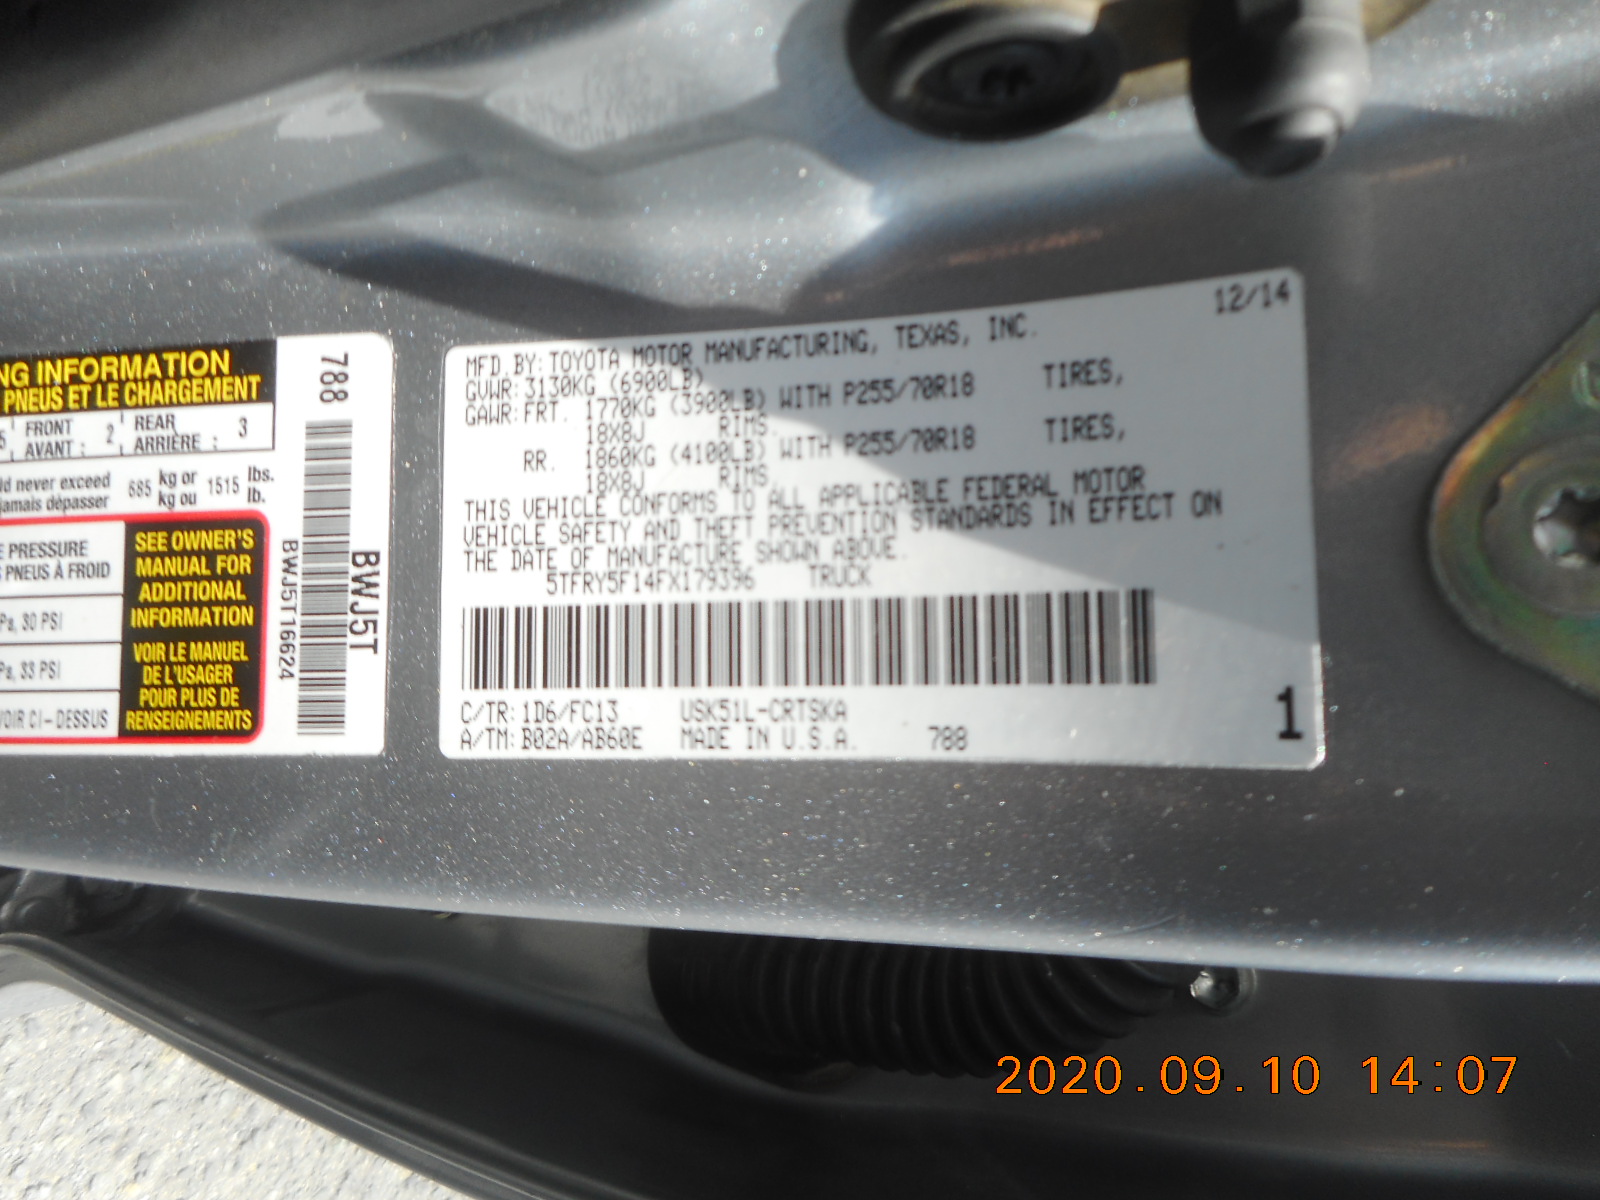 NG INFORMATION
PNEUS ET LE CHARGEMENT
5 FRONT AVANT : 2 REAR ARRIÈRE : 3
ld never exceed
jamais dépasser 685 kg or kg ou 1515 lbs. lb.
E PRESSURE
PNEUS À FROID
Pa, 30 PSI
Pa, 33 PSI
VOIR CI-DESSUS
SEE OWNER'S
MANUAL FOR
ADDITIONAL
INFORMATION
VOIR LE MANUEL
DE L'USAGER
POUR PLUS DE
RENSEIGNEMENTS
788
BWJ5T
BWJ5T16624
12/14
MFD.BY:TOYOTA MOTOR MANUFACTURING, TEXAS, INC.
GVWR:3130KG (6900LB)
GAWR:FRT. 1770KG (3900LB) WITH P255/70R18 TIRES,
18X8J RIMS.
RR. 1860KG (4100LB) WITH P255/70R18 TIRES,
18X8J RIMS.
THIS VEHICLE CONFORMS TO ALL APPLICABLE FEDERAL MOTOR
VEHICLE SAFETY AND THEFT PREVENTION STANDARDS IN EFFECT ON
THE DATE OF MANUFACTURE SHOWN ABOVE.
5TFRY5F14FX179396 TRUCK
C/TR:1D6/FC13 USK51L-CRTSKA
A/TM:B02A/AB60E MADE IN U.S.A. 788
1
2020.09.10 14:07